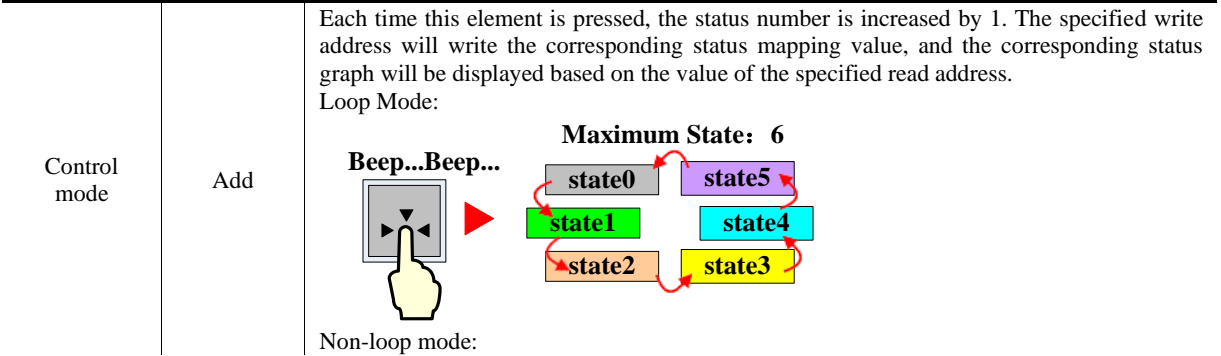 Each time this element is pressed, the status number is increased by 1. The specified write
address will write the corresponding status mapping value, and the corresponding status
graph will be displayed based on the value of the specified read address.
Loop Mode:
Maximum State：6
Beep...Beep...
Control
mode
Add
state0
state5
state1
state4
state2
state3
Non-loop mode: